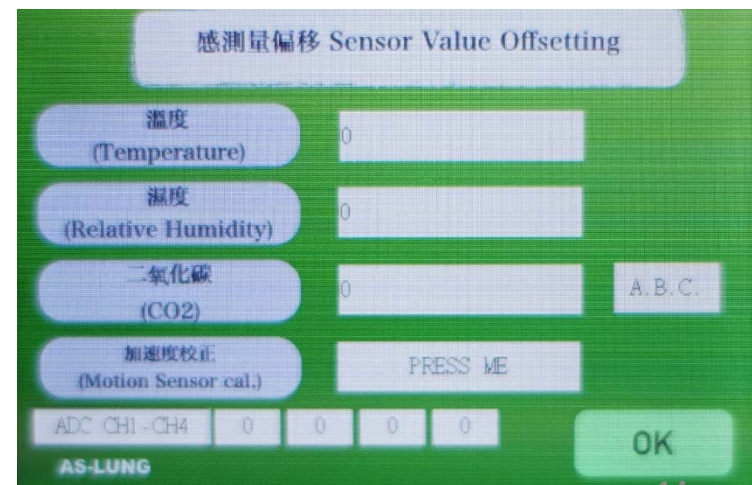 感測量偏移 Sensor Value Offsetting
溫度
(Temperature)
0
濕度
(Relative Humidity)
0
二氧化碳
(CO2)
0
A.B.C.
加速度校正
(Motion Sensor cal.)
PRESS ME
ADC CH1-CH4 0 0 0 0
OK
AS-LUNG